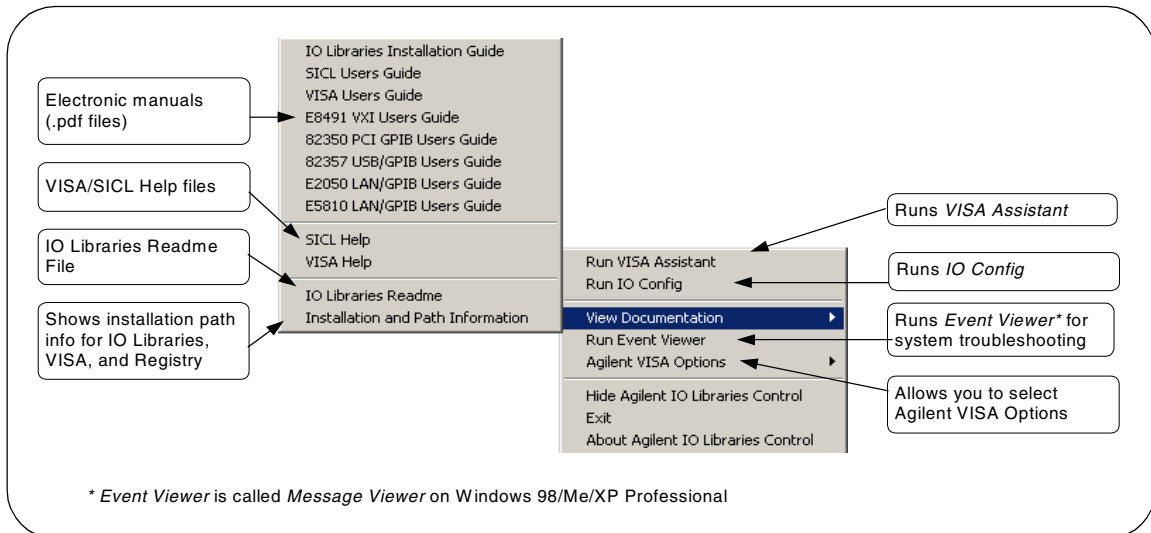 Electronic manuals
(.pdf files)
VISA/SICL Help files
IO Libraries Readme
File
Shows installation path
info for IO Libraries,
VISA, and Registry
IO Libraries Installation Guide
SICL Users Guide
VISA Users Guide
E8491 VXI Users Guide
82350 PCI GPIB Users Guide
82357 USB/GPIB Users Guide
E2050 LAN/GPIB Users Guide
E5810 LAN/GPIB Users Guide
SICL Help
VISA Help
IO Libraries Readme
Installation and Path Information
Run VISA Assistant
Run IO Config
View Documentation
Run Event Viewer
Agilent VISA Options
Hide Agilent IO Libraries Control
Exit
About Agilent IO Libraries Control
Runs VISA Assistant
Runs IO Config
Runs Event Viewer* for
system troubleshooting
Allows you to select
Agilent VISA Options
* Event Viewer is called Message Viewer on Windows 98/Me/XP Professional